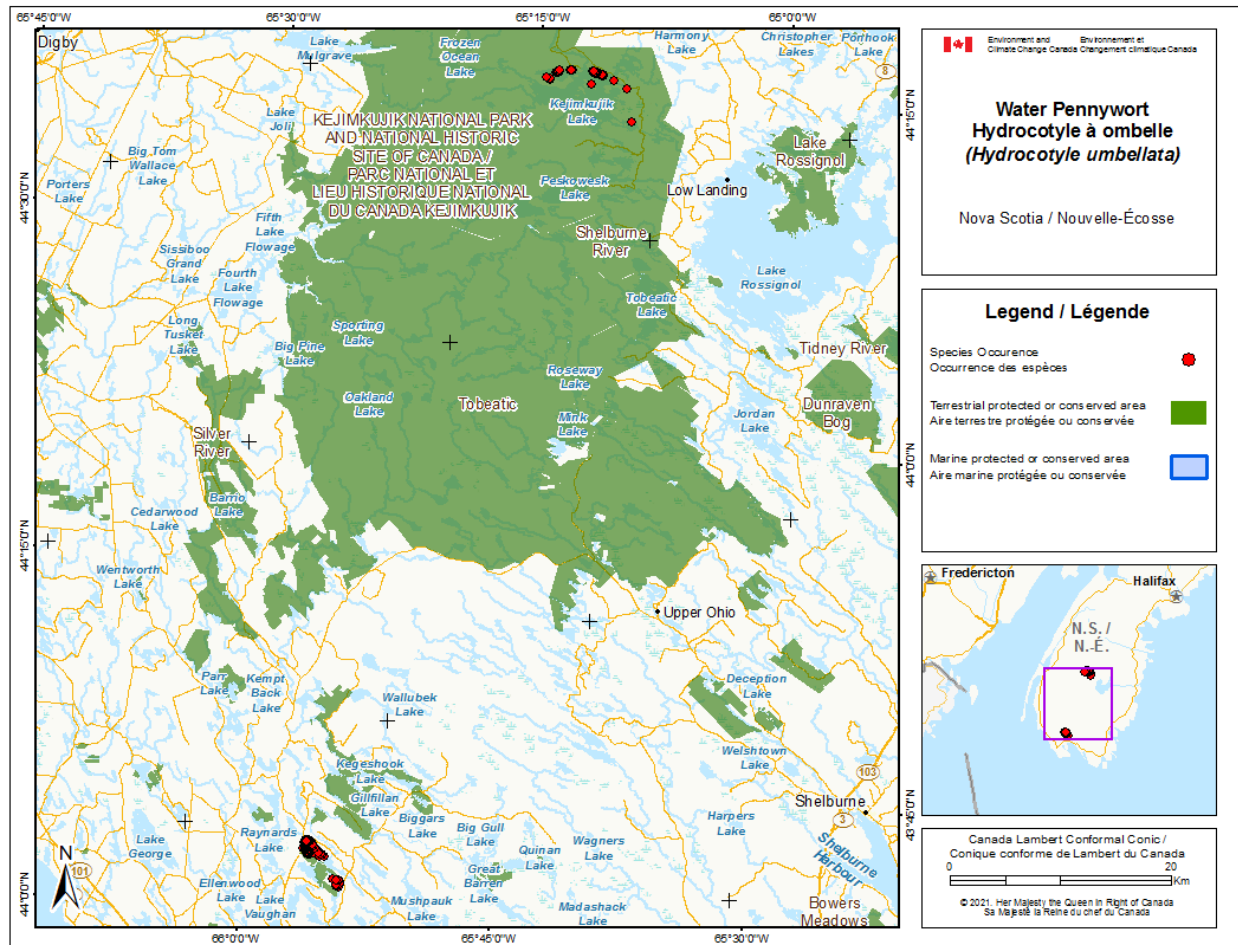 65°45'0"W
65°30'0"W
65°15'0"W
65°0'0"W
Digby
Lake
Mulgrave
Frozen
Ocean
Lake
Harmony
Lake
Christopher
Lakes
Ponhook
Lake
8
Kejimkujik
Lake
44°15'0"N
Lake
Joli
KEJIMKUJIK NATIONAL PARK
AND NATIONAL HISTORIC
SITE OF CANADA /
PARC NATIONAL ET
LIEU HISTORIQUE NATIONAL
DU CANADA KEJIMKUJIK
Big Tom
Wallace
Lake
Porters
Lake
44°30'0"N
Lake
Rossignol
Peskowesk
Lake
Low Landing
Fifth
Lake
Flowage
Shelburne
River
Sissiboo
Grand
Lake
Fourth
Lake
Flowage
Lake
Rossignol
Tobeatic
Lake
Long
Tusket
Lake
Sporting
Lake
Big Pine
Lake
Tidney River
Roseway
Lake
Oakland
Lake
Tobeatic
Mink
Lake
Jordan
Lake
Dunraven
Bog
Silver
River
44°0'0"N
Barrio
Lake
Cedarwood
Lake
44°15'0"N
Wentworth
Lake
Upper Ohio
Parr
Lake
Kempt
Back
Lake
Wallubek
Lake
Deception
Lake
Welshtown
Lake
Kegeshook
Lake
Gillfillan
Lake
103
Shelburne
3
43°45'0"N
Biggars
Lake
Harpers
Lake
Raynards
Lake
Lake
George
Big Gull
Lake
Quinan
Lake
Wagners
Lake
Shelburne
Harbour
N
101
Great
Barren
Lake
Ellenwood
Lake
Lake
Vaughan
Mushpauk
Lake
Madashack
Lake
Bowers
Meadows
44°0'0"N
66°0'0"W
65°45'0"W
65°30'0"W
Environment and
Climate Change Canada
Environnement et
Changement climatique Canada
Water Pennywort
Hydrocotyle à ombelle
(Hydrocotyle umbellata)
Nova Scotia / Nouvelle-Écosse
Legend / Légende
Species Occurence
Occurrence des espèces
Terrestrial protected or conserved area
Aire terrestre protégée ou conservée
Marine protected or conserved area
Aire marine protégée ou conservée
Fredericton
Halifax
N.S. /
N.-É.
Canada Lambert Conformal Conic /
Conique conforme de Lambert du Canada
0 20
Km
© 2021. Her Majesty the Queen in Right of Canada
Sa Majesté la Reine du chef du Canada